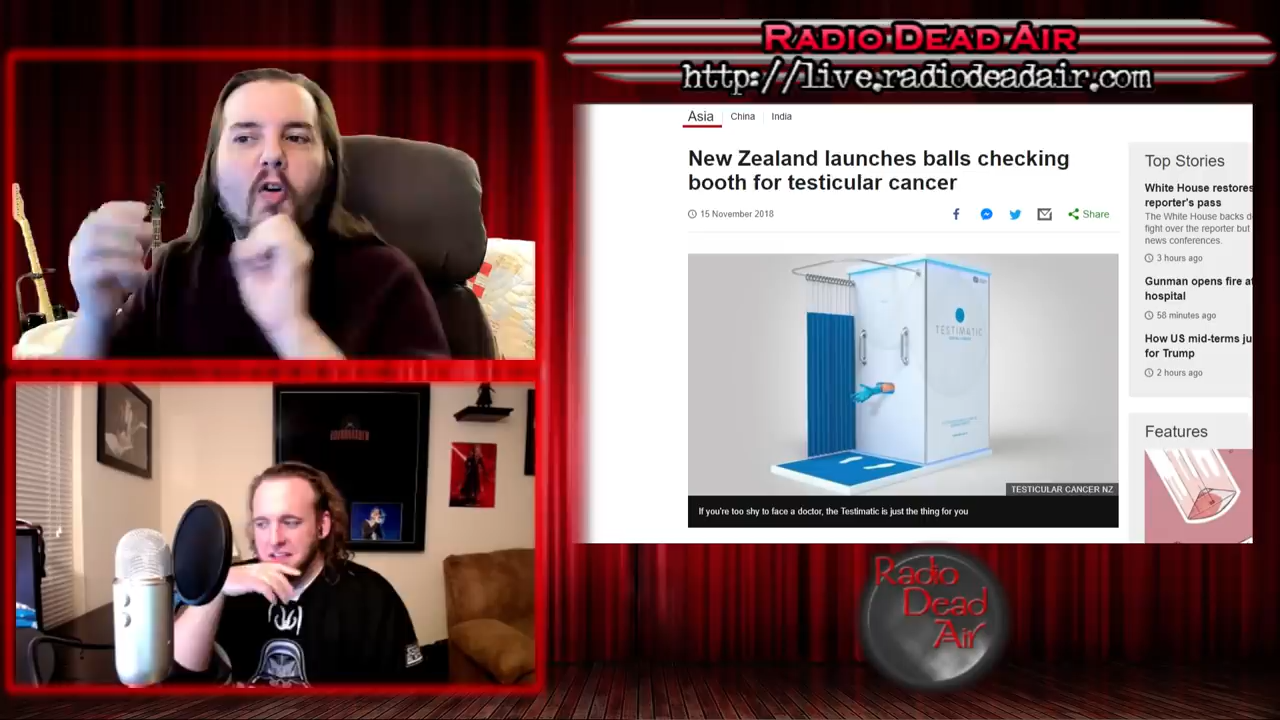 RADIO DEAD AIR
http://live.radiodeadair.com
Asia China India
New Zealand launches balls checking
booth for testicular cancer
15 November 2018
Share
TESTIMATIC
TESTICULAR CANCER NZ
If you're too shy to face a doctor, the Testimatic is just the thing for you
Top Stories
White House restores
reporter's pass
The White House backs d
fight over the reporter but
news conferences.
3 hours ago
Gunman opens fire at
hospital
58 minutes ago
How US mid-terms ju
for Trump
2 hours ago
Features
Radio
Dead
Air